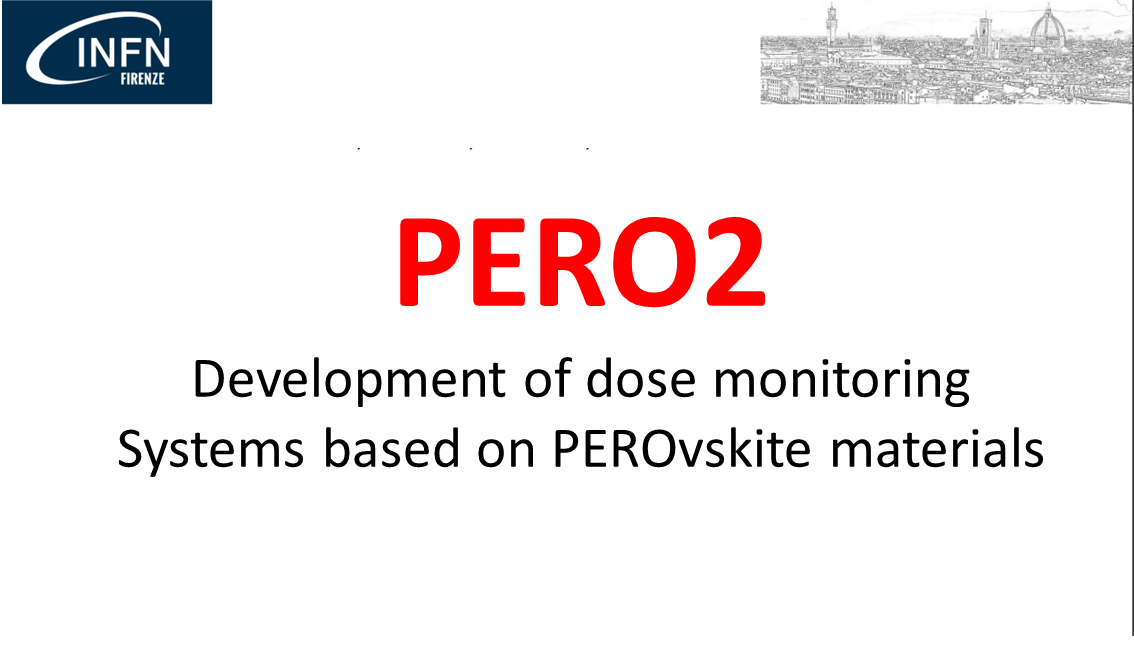 INFN
FIRENZE
PERO2
Development of dose monitoring
Systems based on PEROvskite materials